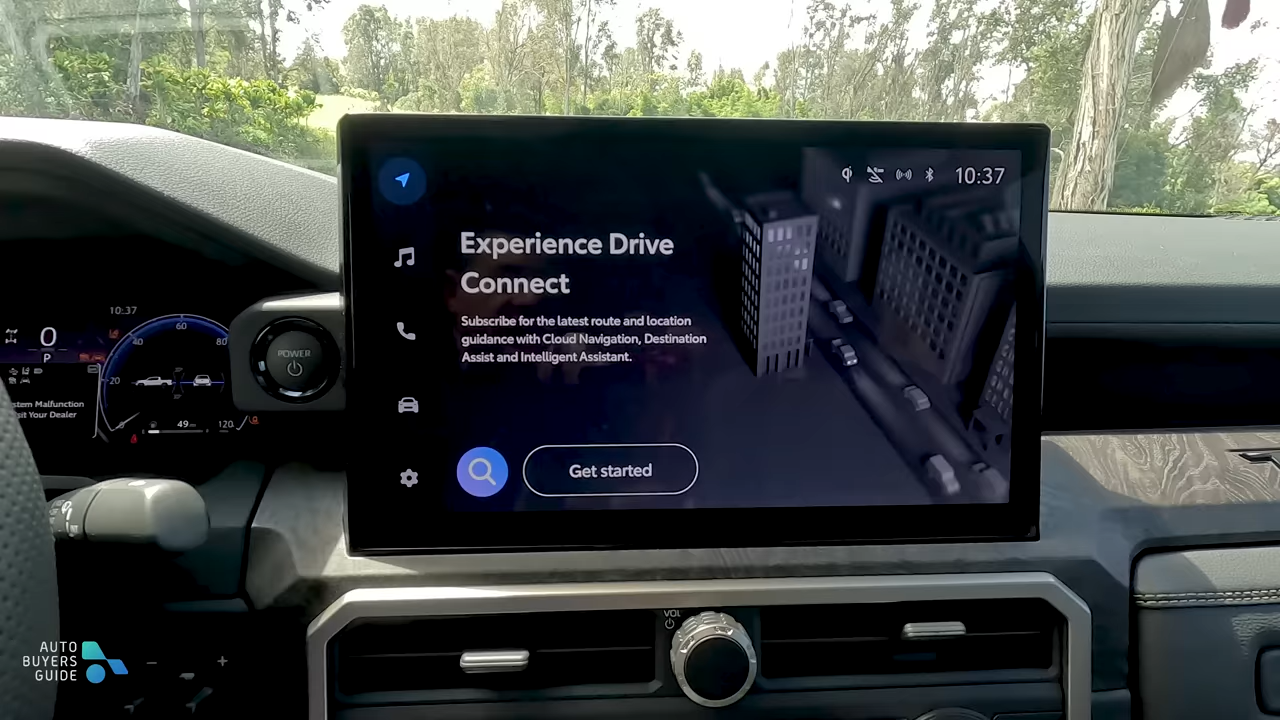 10:37
Experience Drive
Connect
Subscribe for the latest route and location
guidance with Cloud Navigation, Destination
Assist and Intelligent Assistant.
Get started
10:37
0
P
60
40
80
20
120
49
stem Malfunction
sit Your Dealer
POWER
VOL
AUTO
BUYERS
GUIDE